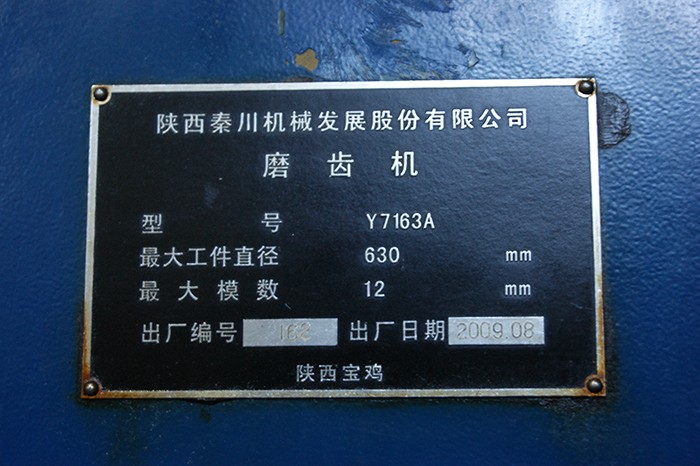 陕西秦川机械发展股份有限公司
磨齿机
型号 Y7163A
最大工件直径 630 mm
最大模数 12 mm
出厂编号 162 出厂日期 2009.08
陕西宝鸡